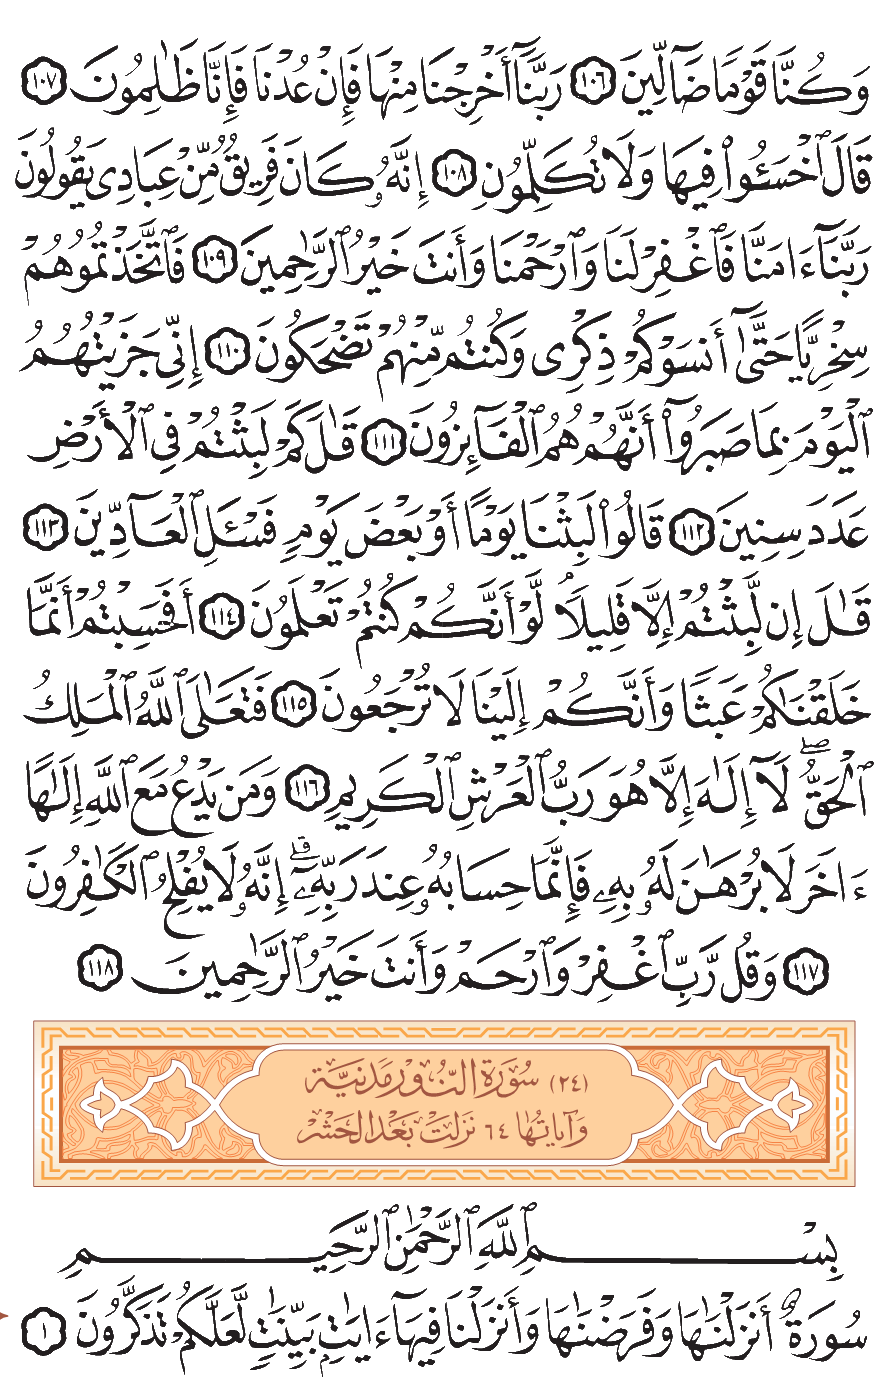 وَكُنَّا قَوْمًا ضَآلِّينَ ١٠٦ رَبَّنَآ أَخْرِجْنَا مِنْهَا فَإِنْ عُدْنَا فَإِنَّا ظَـٰلِمُونَ ١٠٧
قَالَ ٱخْسَـُٔوا۟ فِيهَا وَلَا تُكَلِّمُونِ ١٠٨ إِنَّهُۥ كَانَ فَرِيقٌ مِّنْ عِبَادِى يَقُولُونَ
رَبَّنَآ ءَامَنَّا فَٱغْفِرْ لَنَا وَٱرْحَمْنَا وَأَنتَ خَيْرُ ٱلرَّٰحِمِينَ ١٠٩ فَٱتَّخَذْتُمُوهُمْ
سِخْرِيًّا حَتَّىٰٓ أَنسَوْكُمْ ذِكْرِى وَكُنتُم مِّنْهُمْ تَضْحَكُونَ ١١٠ إِنِّى جَزَيْتُهُمُ
ٱلْيَوْمَ بِمَا صَبَرُوٓا۟ أَنَّهُمْ هُمُ ٱلْفَآئِزُونَ ١١١ قَـٰلَ كَمْ لَبِثْتُمْ فِى ٱلْأَرْضِ
عَدَدَ سِنِينَ ١١٢ قَالُوا۟ لَبِثْنَا يَوْمًا أَوْ بَعْضَ يَوْمٍ فَسْـَٔلِ ٱلْعَآدِّينَ ١١٣
قَـٰلَ إِن لَّبِثْتُمْ إِلَّا قَلِيلًا لَّوْ أَنَّكُمْ كُنتُمْ تَعْلَمُونَ ١١٤ أَفَحَسِبْتُمْ أَنَّمَا
خَلَقْنَـٰكُمْ عَبَثًا وَأَنَّكُمْ إِلَيْنَا لَا تُرْجَعُونَ ١١٥ فَتَعَـٰلَى ٱللَّهُ ٱلْمَلِكُ
ٱلْحَقُّ ۖ لَآ إِلَـٰهَ إِلَّا هُوَ رَبُّ ٱلْعَرْشِ ٱلْكَرِيمِ ١١٦ وَمَن يَدْعُ مَعَ ٱللَّهِ إِلَـٰهًا
ءَاخَرَ لَا بُرْهَـٰنَ لَهُۥ بِهِۦ فَإِنَّمَا حِسَابُهُۥ عِندَ رَبِّهِۦٓ ۚ إِنَّهُۥ لَا يُفْلِحُ ٱلْكَـٰفِرُونَ
١١٧ وَقُل رَّبِّ ٱغْفِرْ وَٱرْحَمْ وَأَنتَ خَيْرُ ٱلرَّٰحِمِينَ ١١٨
(٢٤) سُورَةُ النُّورِ مَدَنِيَّة
وَآيَاتُهَا ٦٤ نَزَلَتْ بَعْدَ الحَشْر
بِسْمِ ٱللَّهِ ٱلرَّحْمَـٰنِ ٱلرَّحِيمِ
سُورَةٌ أَنزَلْنَـٰهَا وَفَرَضْنَـٰهَا وَأَنزَلْنَا فِيهَآ ءَايَـٰتٍۭ بَيِّنَـٰتٍ لَّعَلَّكُمْ تَذَكَّرُونَ ١